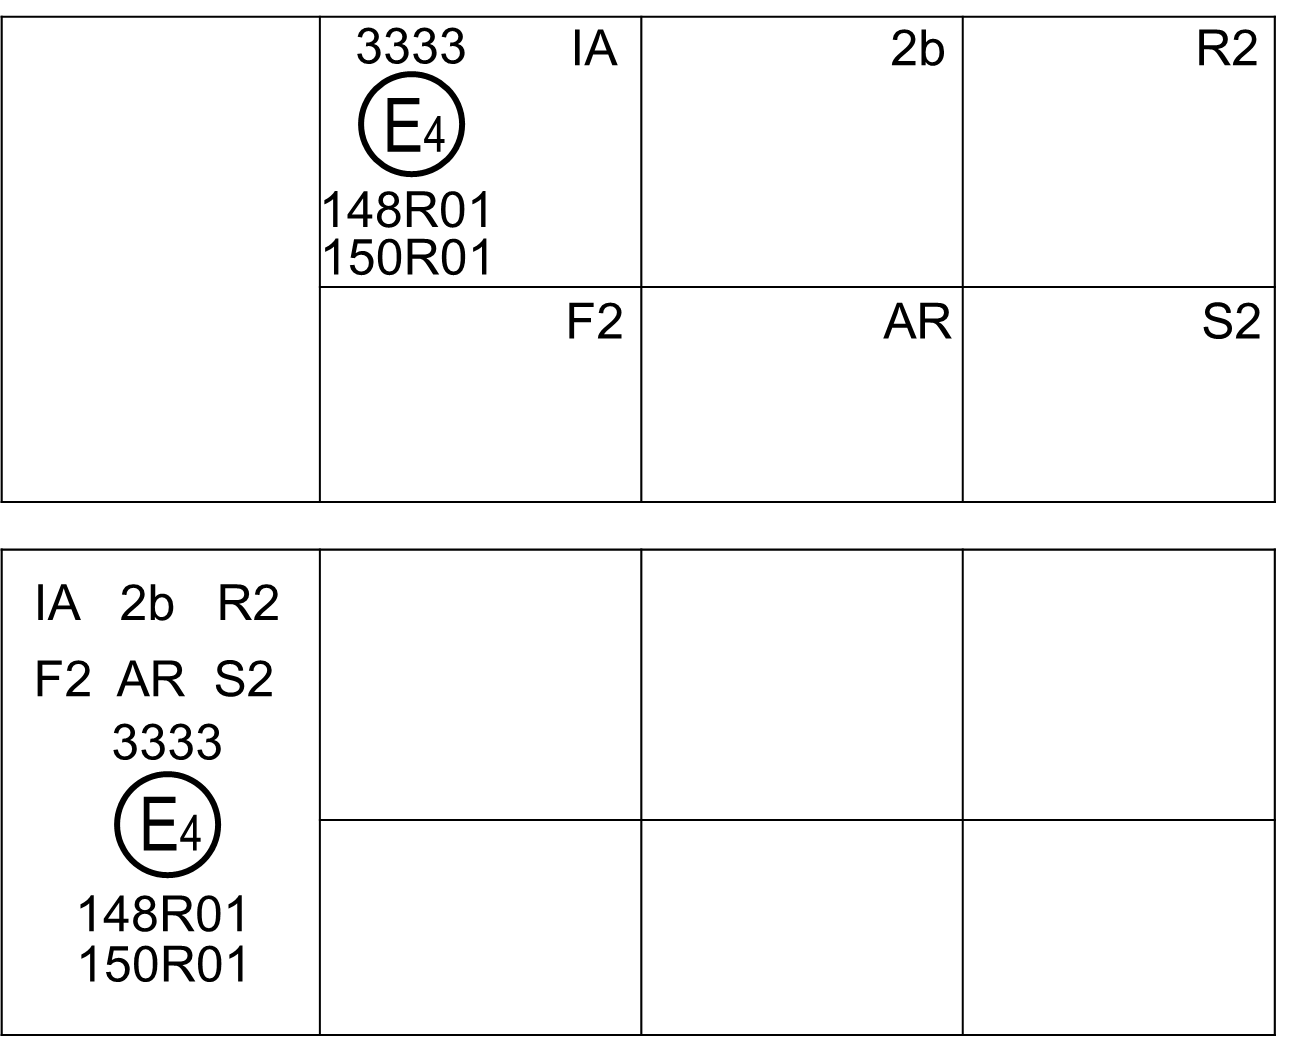 3333 IA 2b R2
E4
148R01
150R01
F2 AR S2
IA 2b R2
F2 AR S2
3333
E4
148R01
150R01